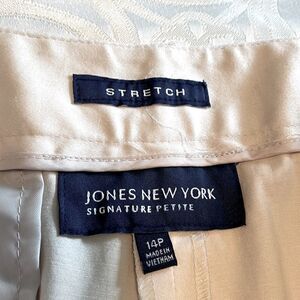 STRETCH
JONES NEW YORK
SIGNATURE PETITE
14P
MADE IN
VIETNAM